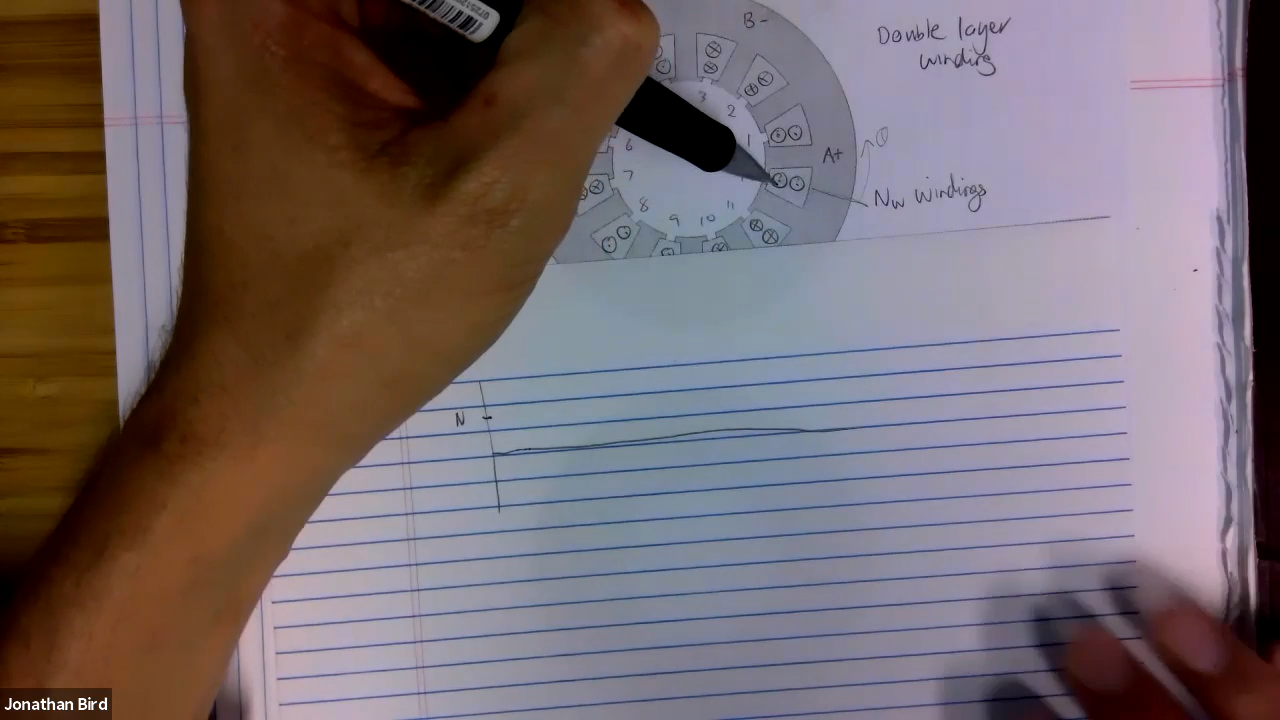 B-
Double layer
winding
3
2
1
A+
θ
6
7
8
9
10
11
Nw windings
N
Jonathan Bird